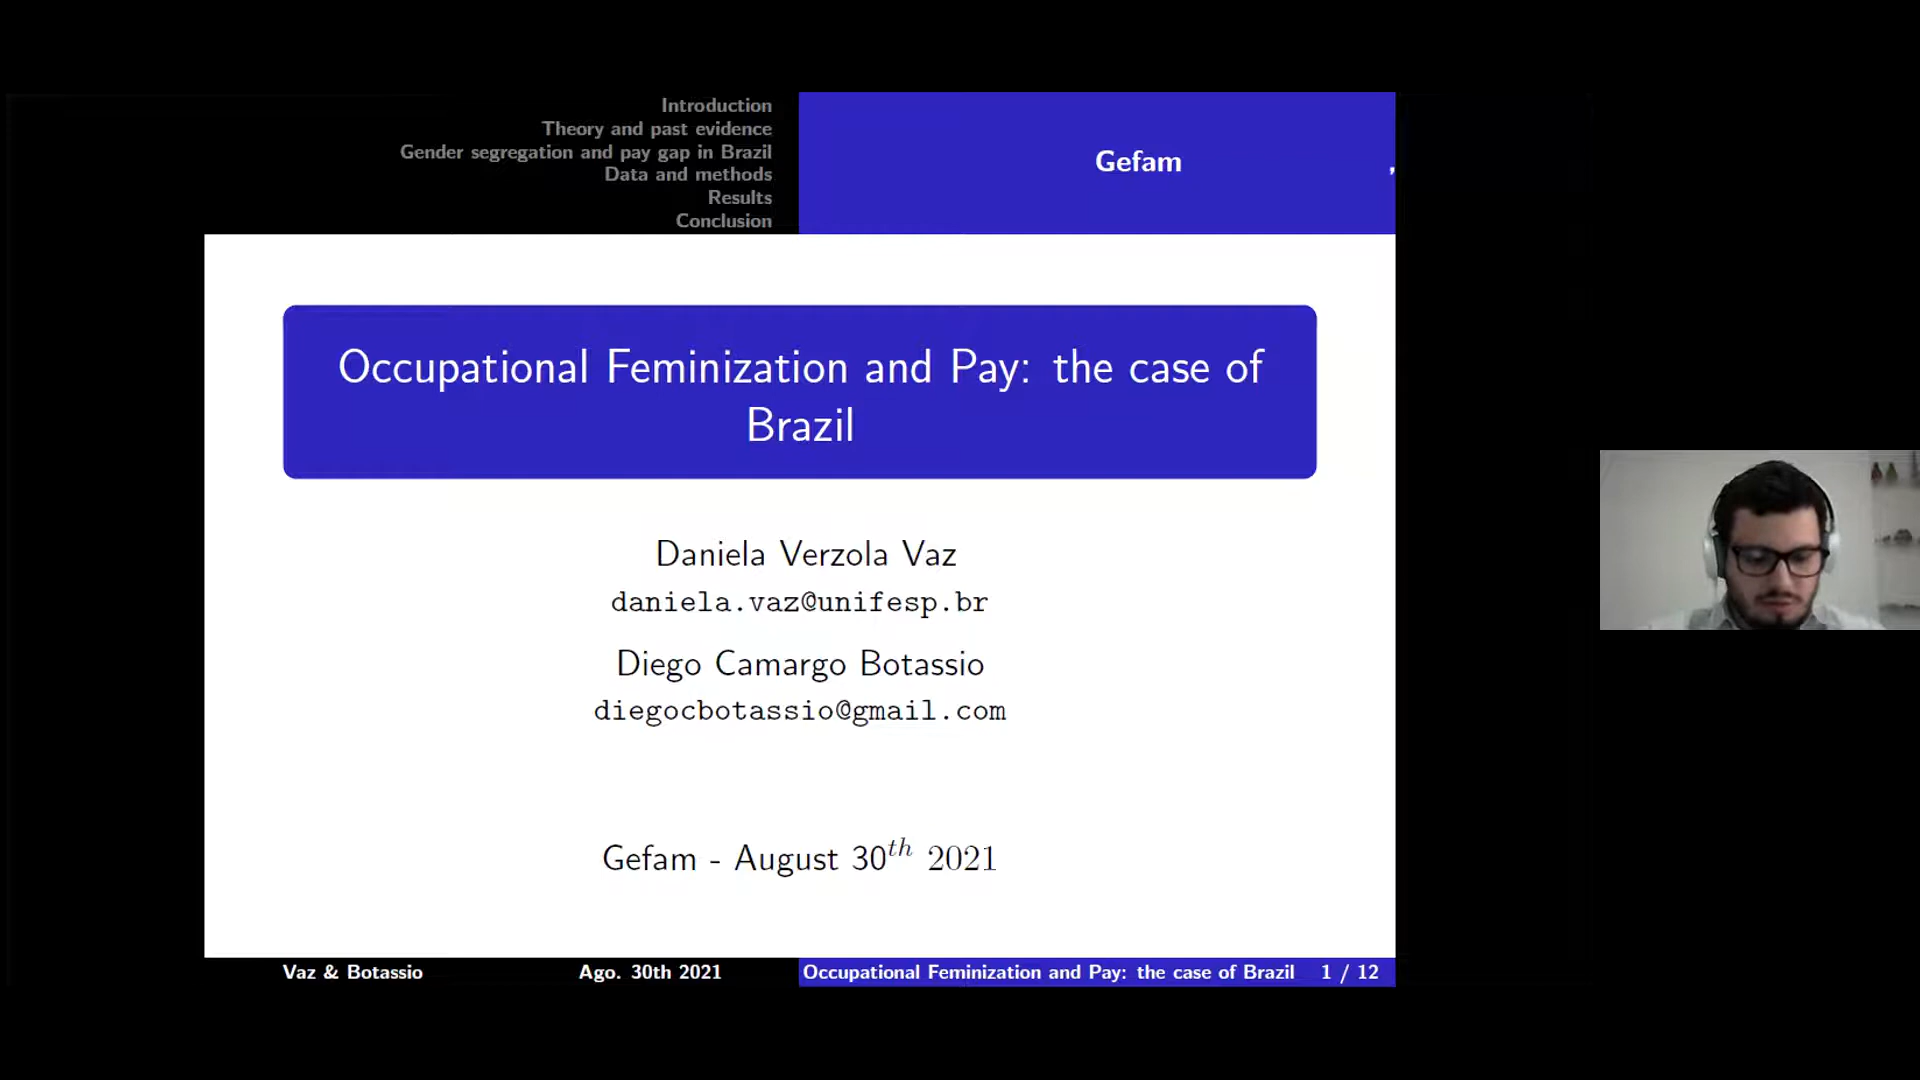 Introduction
Theory and past evidence
Gender segregation and pay gap in Brazil
Data and methods
Results
Conclusion
Gefam
,
Occupational Feminization and Pay: the case of
Brazil
Daniela Verzola Vaz
daniela.vaz@unifesp.br
Diego Camargo Botassio
diegocbotassio@gmail.com
Gefam - August 30th 2021
Vaz & Botassio
Ago. 30th 2021
Occupational Feminization and Pay: the case of Brazil
1 / 12